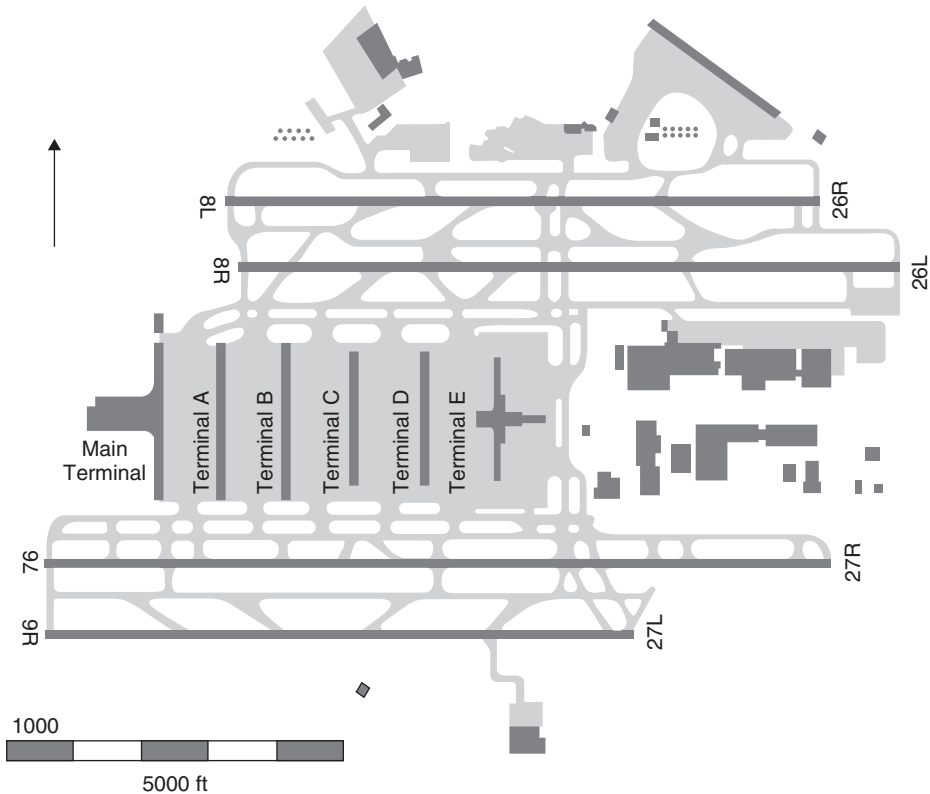 8L
26R
8R
26L
Terminal A
Terminal B
Terminal C
Terminal D
Terminal E
Main
Terminal
9L
27R
9R
27L
1000
5000 ft